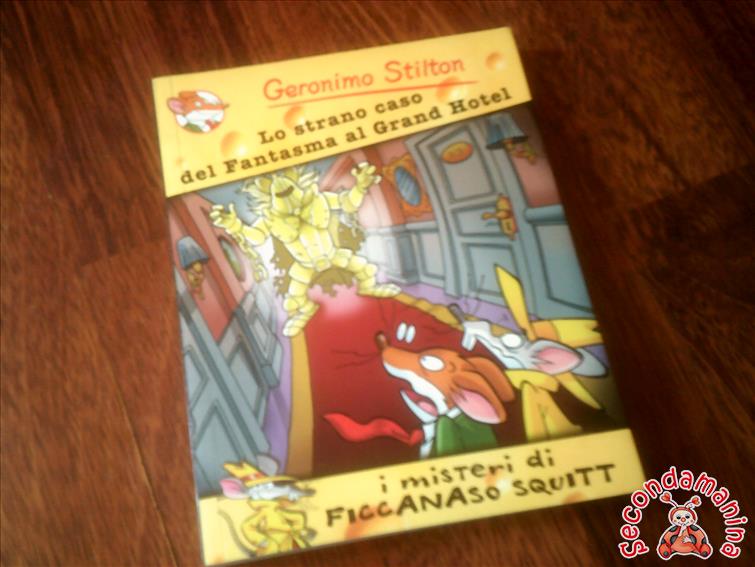 Geronimo Stilton
Lo strano caso
del Fantasma al Grand Hotel
i misteri di
FICCANASO SQUITT
secondamanina